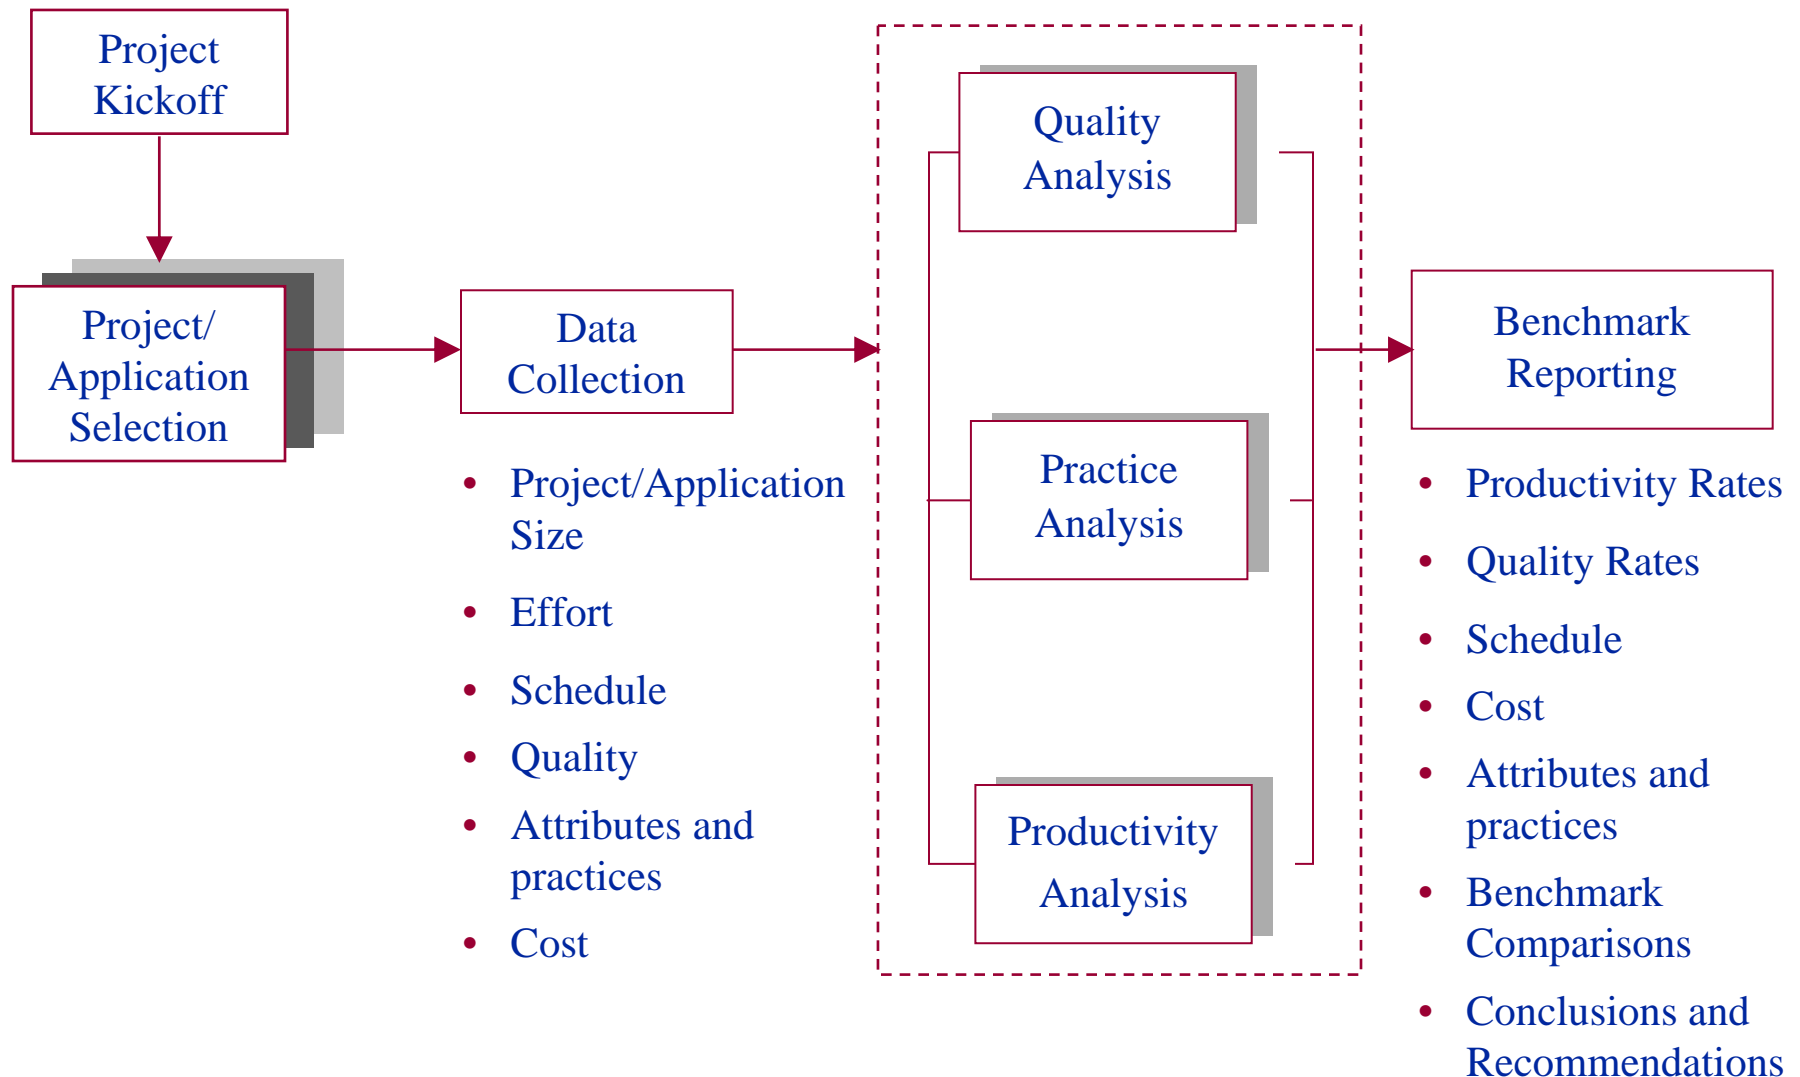 Project
Kickoff
Project/
Application
Selection
Data
Collection
• Project/Application
Size
• Effort
• Schedule
• Quality
• Attributes and
practices
• Cost
Quality
Analysis
Practice
Analysis
Productivity
Analysis
Benchmark
Reporting
• Productivity Rates
• Quality Rates
• Schedule
• Cost
• Attributes and
practices
• Benchmark
Comparisons
• Conclusions and
Recommendations